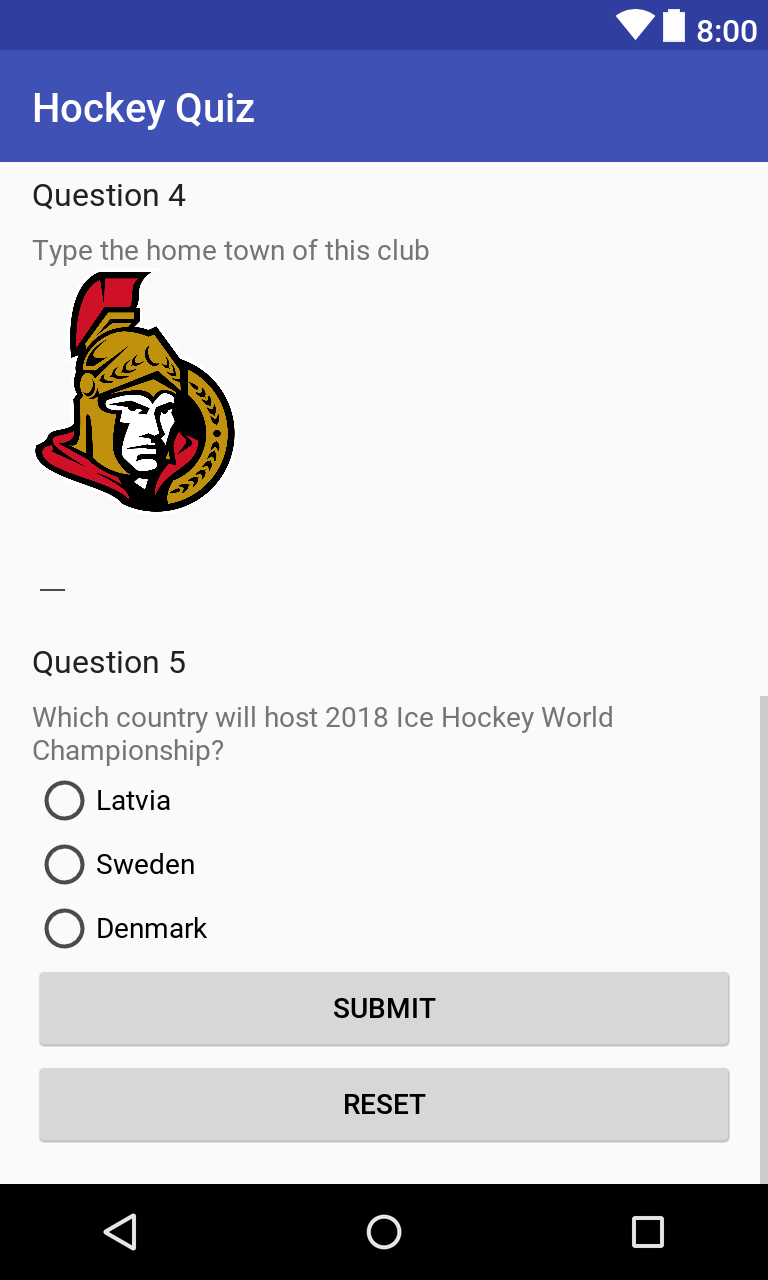 8:00
Hockey Quiz
Question 4
Type the home town of this club
Question 5
Which country will host 2018 Ice Hockey World
Championship?
Latvia
Sweden
Denmark
SUBMIT
RESET